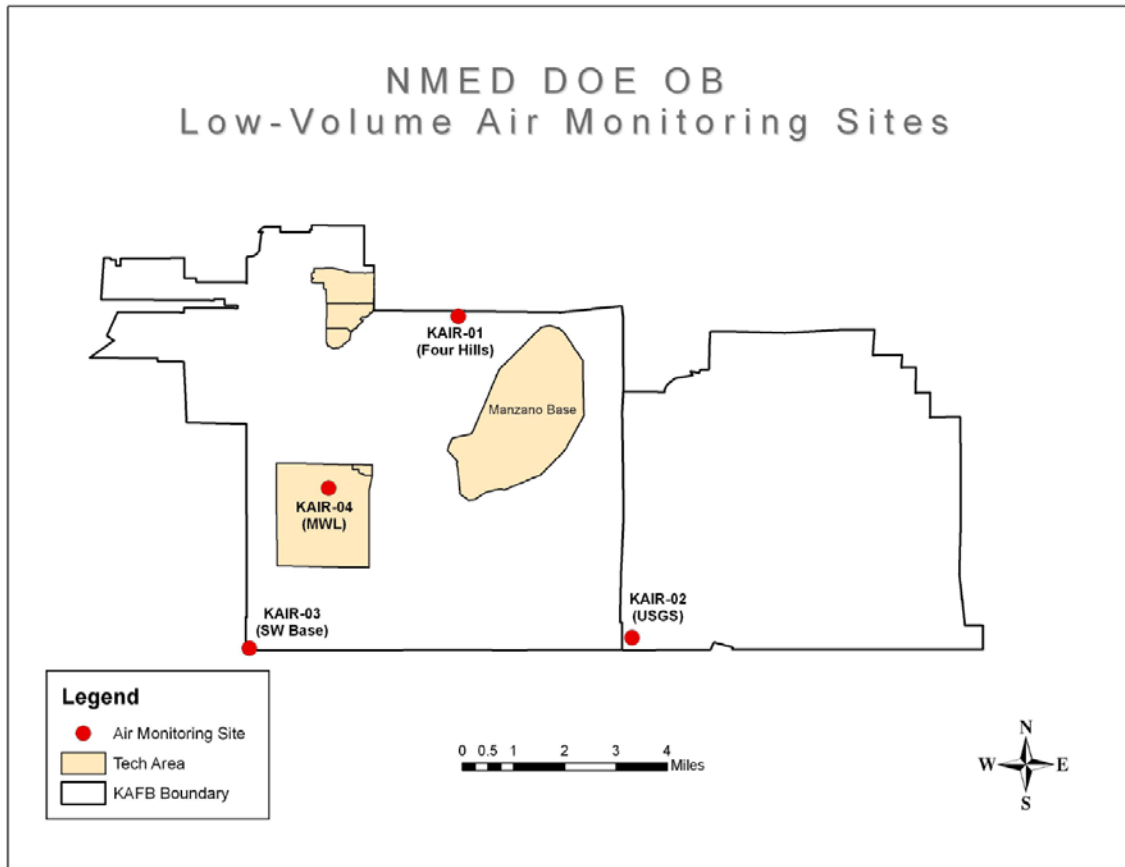 NMED DOE OB
Low-Volume Air Monitoring Sites
KAIR-01
(Four Hills)
Manzano Base
KAIR-04
(MWL)
KAIR-03
(SW Base)
KAIR-02
(USGS)
Legend
Air Monitoring Site
Tech Area
KAFB Boundary
0 0.5 1 2 3 4
Miles
N
W E
S